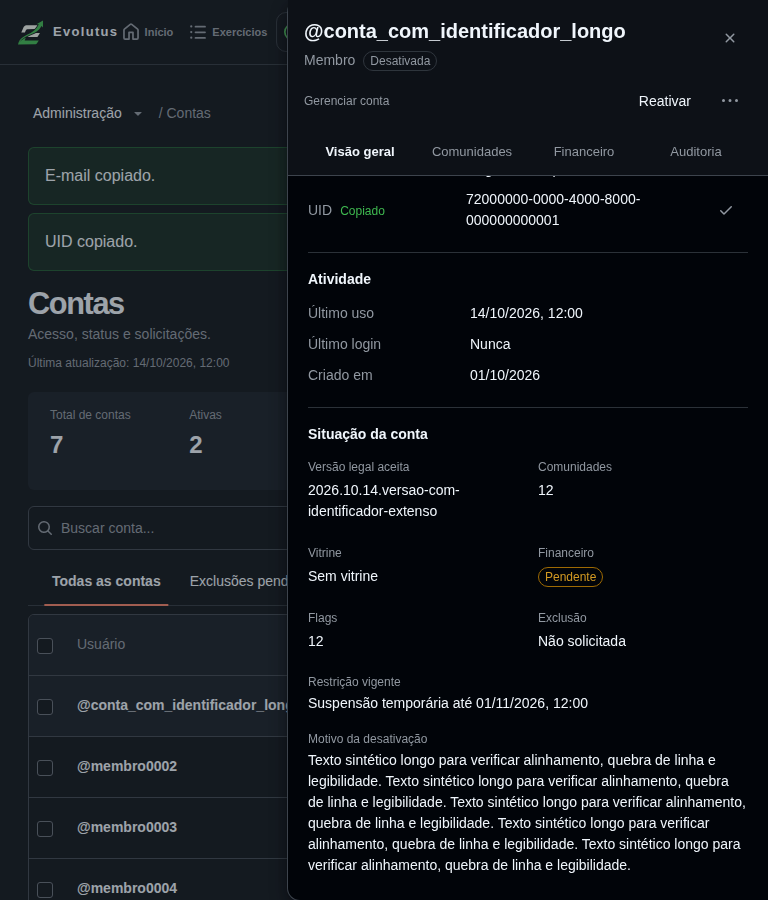 Evolutus
Início
Exercícios
Administração
/ Contas
E-mail copiado.
UID copiado.
Contas
Acesso, status e solicitações.
Última atualização: 14/10/2026, 12:00
Total de contas
Ativas
7
2
Buscar conta...
Todas as contas
Exclusões pend
Usuário
@conta_com_identificador_long
@membro0002
@membro0003
@membro0004
@conta_com_identificador_longo
Membro
Desativada
Gerenciar conta
Reativar
Visão geral
Comunidades
Financeiro
Auditoria
UID
Copiado
72000000-0000-4000-8000-
000000000001
Atividade
Último uso
14/10/2026, 12:00
Último login
Nunca
Criado em
01/10/2026
Situação da conta
Versão legal aceita
Comunidades
2026.10.14.versao-com-
identificador-extenso
12
Vitrine
Financeiro
Sem vitrine
Pendente
Flags
Exclusão
12
Não solicitada
Restrição vigente
Suspensão temporária até 01/11/2026, 12:00
Motivo da desativação
Texto sintético longo para verificar alinhamento, quebra de linha e
legibilidade. Texto sintético longo para verificar alinhamento, quebra
de linha e legibilidade. Texto sintético longo para verificar alinhamento,
quebra de linha e legibilidade. Texto sintético longo para verificar
alinhamento, quebra de linha e legibilidade. Texto sintético longo para
verificar alinhamento, quebra de linha e legibilidade.